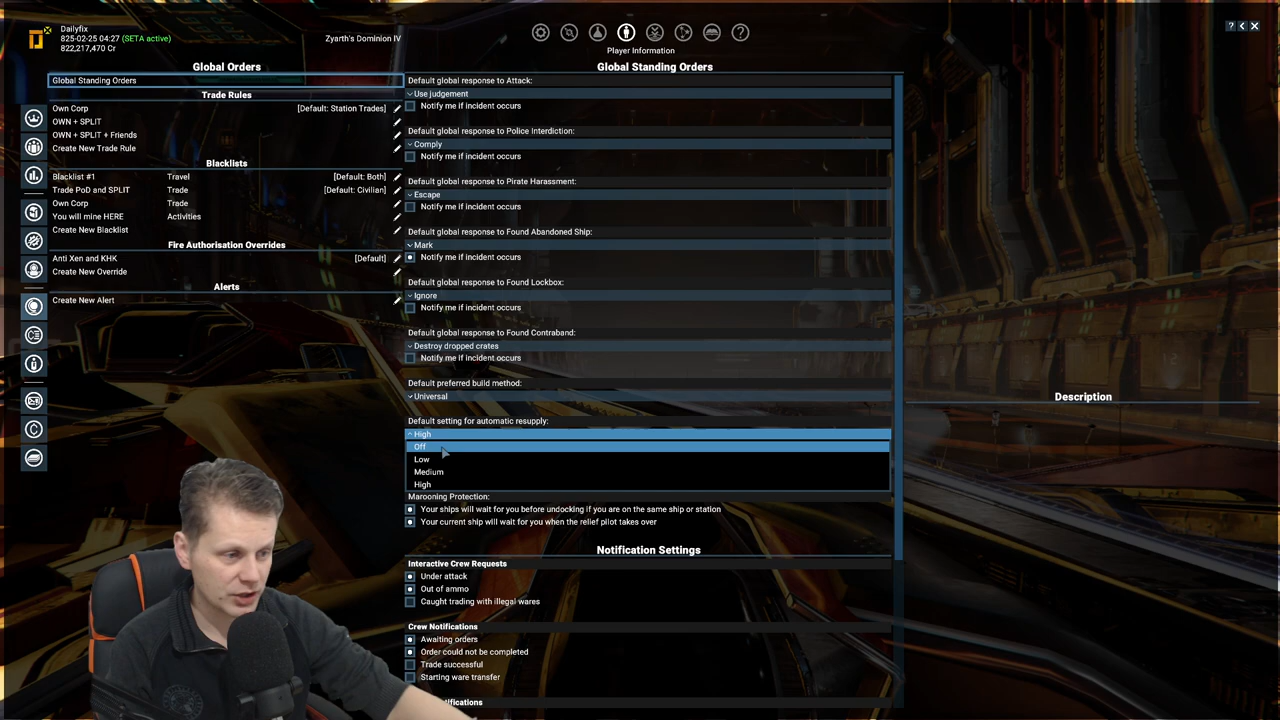 Dailyfix
825-02-25 04:27 (SETA active)
822,217,470 Cr
Zyarth's Dominion IV
Player Information
?
Global Orders
Global Standing Orders
Trade Rules
Own Corp [Default: Station Trades]
OWN + SPLIT
OWN + SPLIT + Friends
Create New Trade Rule
Blacklists
Blacklist #1 Travel [Default: Both]
Trade PoD and SPLIT Trade [Default: Civilian]
Own Corp Trade
You will mine HERE Activities
Create New Blacklist
Fire Authorisation Overrides
Anti Xen and KHK [Default]
Create New Override
Alerts
Create New Alert
Global Standing Orders
Default global response to Attack:
Use judgement
Notify me if incident occurs
Default global response to Police Interdiction:
Comply
Notify me if incident occurs
Default global response to Pirate Harassment:
Escape
Notify me if incident occurs
Default global response to Found Abandoned Ship:
Mark
Notify me if incident occurs
Default global response to Found Lockbox:
Ignore
Notify me if incident occurs
Default global response to Found Contraband:
Destroy dropped crates
Notify me if incident occurs
Default preferred build method:
Universal
Default setting for automatic resupply:
High
Off
Low
Medium
High
Marooning Protection:
Your ships will wait for you before undocking if you are on the same ship or station
Your current ship will wait for you when the relief pilot takes over
Notification Settings
Interactive Crew Requests
Under attack
Out of ammo
Caught trading with illegal wares
Crew Notifications
Awaiting orders
Order could not be completed
Trade successful
Starting ware transfer
Description